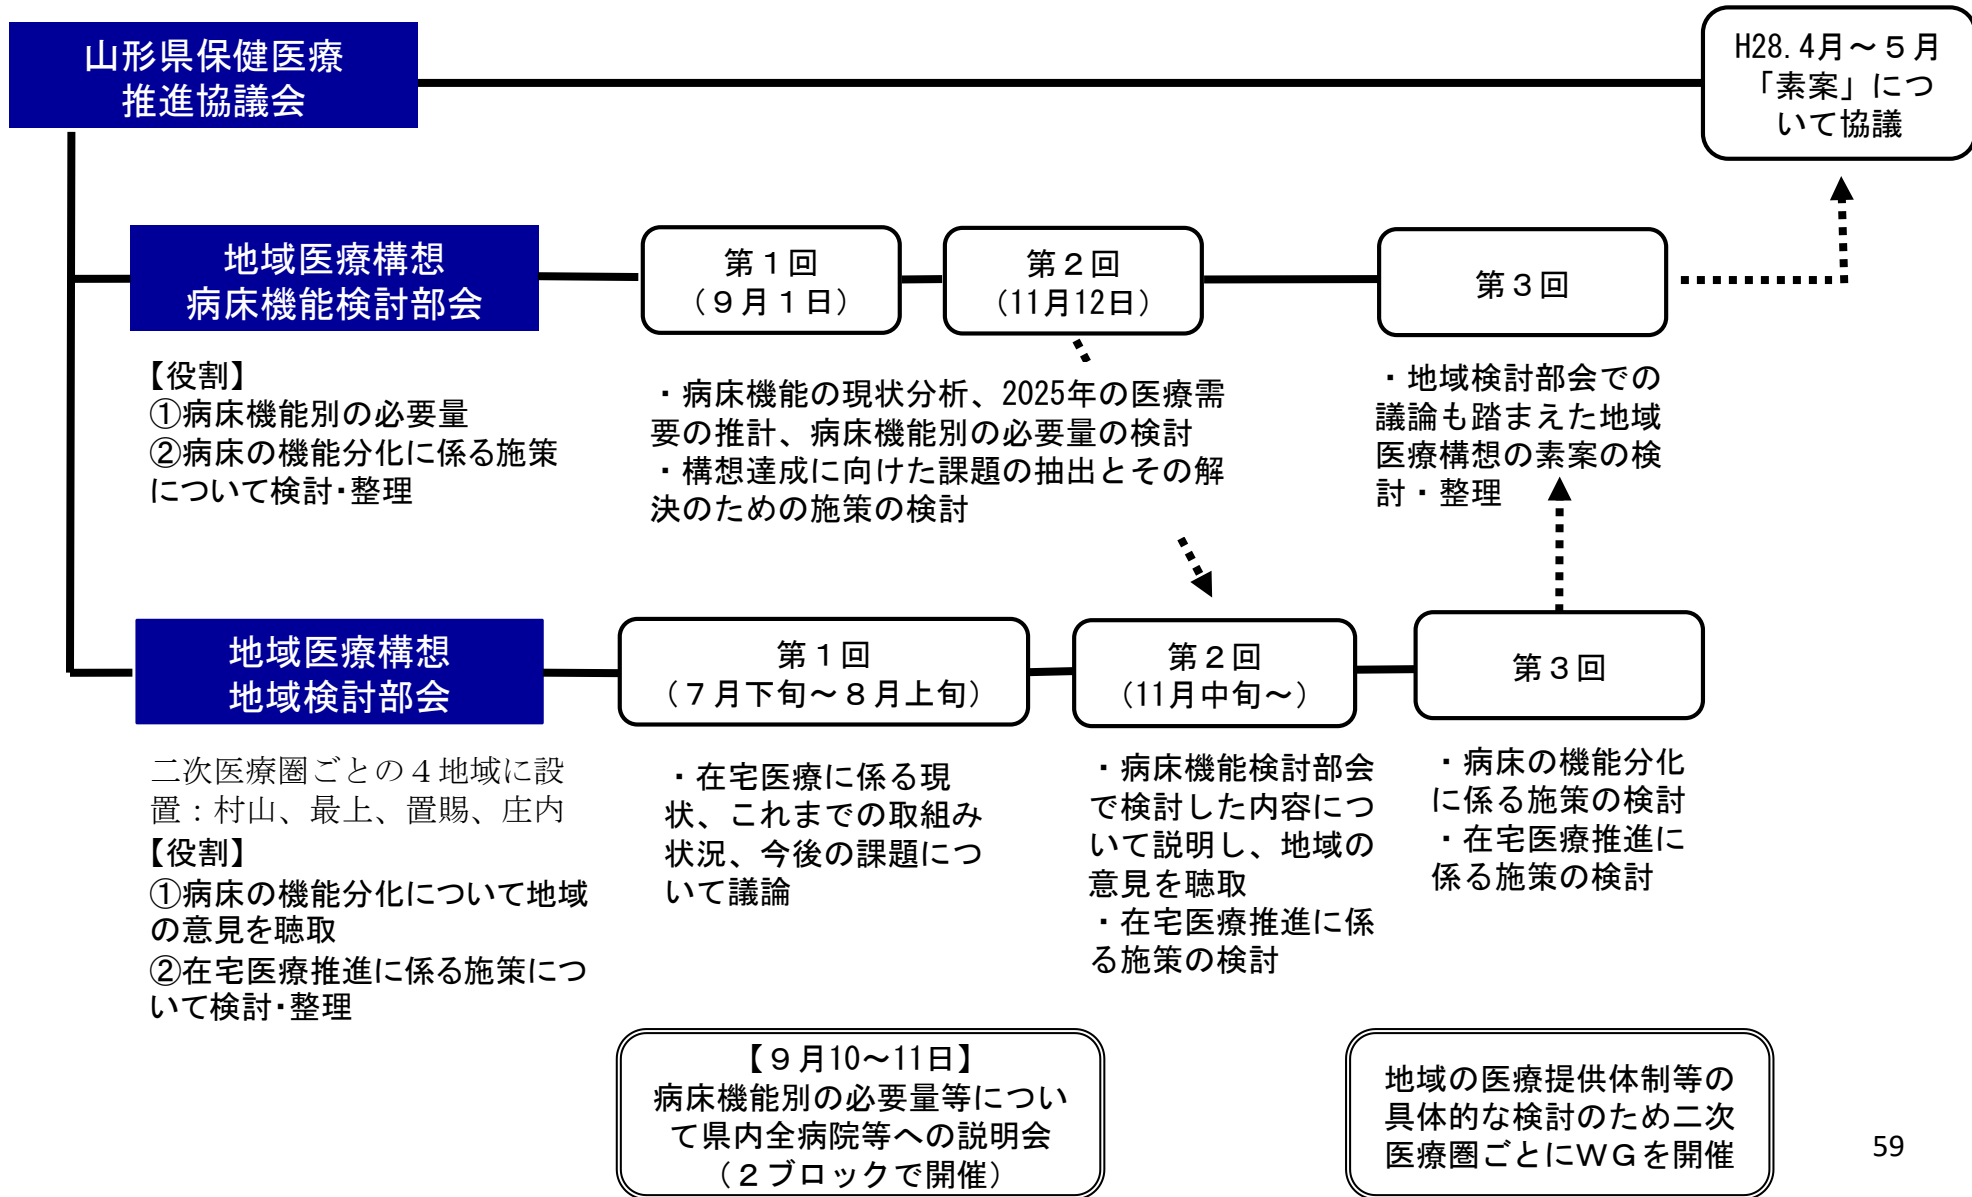 山形県保健医療
推進協議会
H28.4月～５月
「素案」につ
いて協議
地域医療構想
病床機能検討部会
第１回
（９月１日）
第２回
（11月12日）
第３回
【役割】
①病床機能別の必要量
②病床の機能分化に係る施策
について検討・整理
・病床機能の現状分析、2025年の医療需
要の推計、病床機能別の必要量の検討
・構想達成に向けた課題の抽出とその解
決のための施策の検討
・地域検討部会での
議論も踏まえた地域
医療構想の素案の検
討・整理
地域医療構想
地域検討部会
第１回
（７月下旬～８月上旬）
第２回
（11月中旬～）
第３回
二次医療圏ごとの４地域に設
置：村山、最上、置賜、庄内
【役割】
①病床の機能分化について地域
の意見を聴取
②在宅医療推進に係る施策につ
いて検討・整理
・在宅医療に係る現
状、これまでの取組み
状況、今後の課題につ
いて議論
・病床機能検討部会
で検討した内容につ
いて説明し、地域の
意見を聴取
・在宅医療推進に係
る施策の検討
・病床の機能分化
に係る施策の検討
・在宅医療推進に
係る施策の検討
【９月10～11日】
病床機能別の必要量等につい
て県内全病院等への説明会
（２ブロックで開催）
地域の医療提供体制等の
具体的な検討のため二次
医療圏ごとにＷＧを開催
59